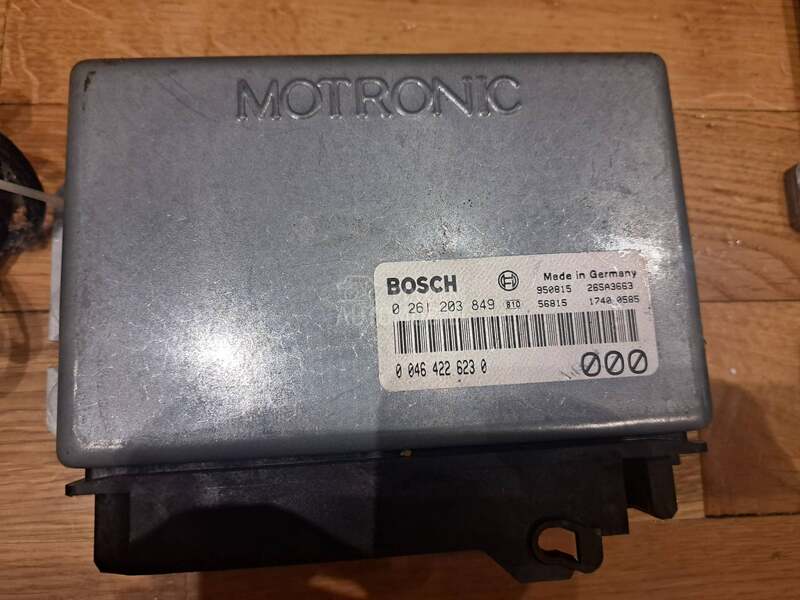 MOTRONIC
BOSCH Made in Germany
950815 26SA3663
0 261 203 849 B10 56815 1740 0585
0 046 422 623 0 000